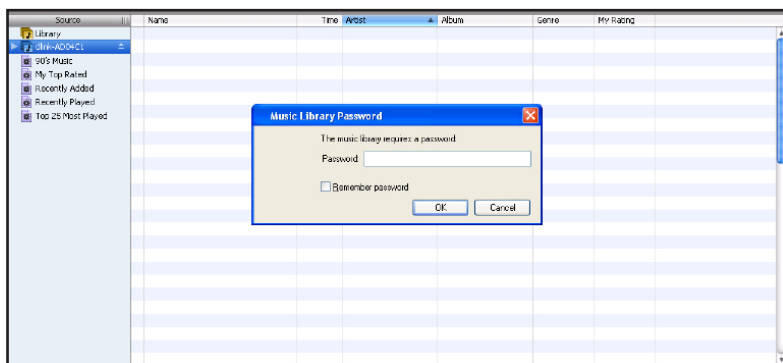 Source Name Time Artist Album Genre My Rating
Library
dlink-AD04C1
90's Music
My Top Rated
Recently Added
Recently Played
Top 25 Most Played
Music Library Password
The music library requires a password
Password:
Remember password
OK Cancel